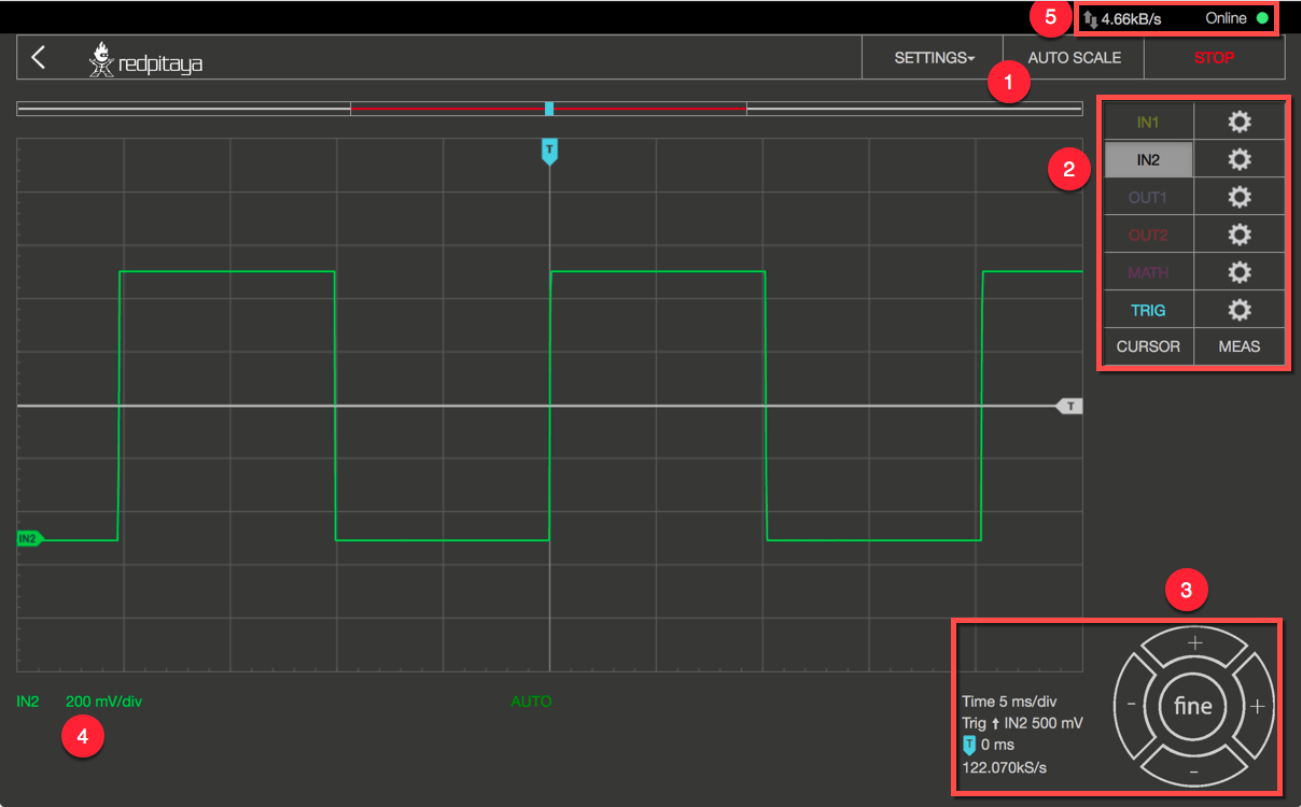 5 4.66kB/s Online
redpitaya SETTINGS AUTO SCALE STOP
1
IN1
T
2 IN2
OUT1
OUT2
MATH
TRIG
CURSOR MEAS
T
IN2
3
+
IN2 200 mV/div AUTO Time 5 ms/div - fine +
Trig ↑ IN2 500 mV
4 T 0 ms
122.070kS/s -